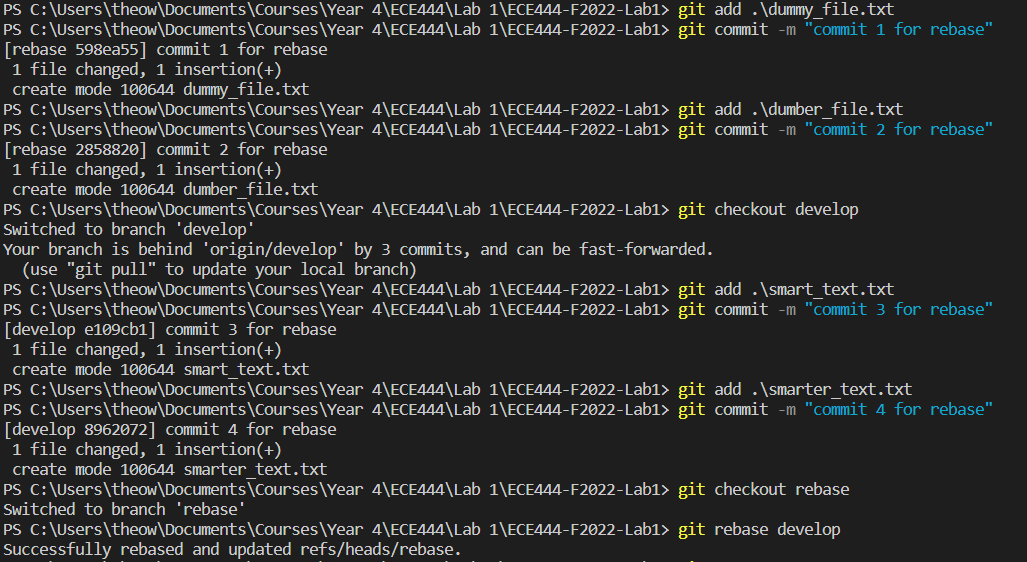 PS C:\Users\theow\Documents\Courses\Year 4\ECE444\Lab 1\ECE444-F2022-Lab1> git add .\dummy_file.txt
PS C:\Users\theow\Documents\Courses\Year 4\ECE444\Lab 1\ECE444-F2022-Lab1> git commit -m "commit 1 for rebase"
[rebase 598ea55] commit 1 for rebase
 1 file changed, 1 insertion(+)
 create mode 100644 dummy_file.txt
PS C:\Users\theow\Documents\Courses\Year 4\ECE444\Lab 1\ECE444-F2022-Lab1> git add .\dumber_file.txt
PS C:\Users\theow\Documents\Courses\Year 4\ECE444\Lab 1\ECE444-F2022-Lab1> git commit -m "commit 2 for rebase"
[rebase 2858820] commit 2 for rebase
 1 file changed, 1 insertion(+)
 create mode 100644 dumber_file.txt
PS C:\Users\theow\Documents\Courses\Year 4\ECE444\Lab 1\ECE444-F2022-Lab1> git checkout develop
Switched to branch 'develop'
Your branch is behind 'origin/develop' by 3 commits, and can be fast-forwarded.
  (use "git pull" to update your local branch)
PS C:\Users\theow\Documents\Courses\Year 4\ECE444\Lab 1\ECE444-F2022-Lab1> git add .\smart_text.txt
PS C:\Users\theow\Documents\Courses\Year 4\ECE444\Lab 1\ECE444-F2022-Lab1> git commit -m "commit 3 for rebase"
[develop e109cb1] commit 3 for rebase
 1 file changed, 1 insertion(+)
 create mode 100644 smart_text.txt
PS C:\Users\theow\Documents\Courses\Year 4\ECE444\Lab 1\ECE444-F2022-Lab1> git add .\smarter_text.txt
PS C:\Users\theow\Documents\Courses\Year 4\ECE444\Lab 1\ECE444-F2022-Lab1> git commit -m "commit 4 for rebase"
[develop 8962072] commit 4 for rebase
 1 file changed, 1 insertion(+)
 create mode 100644 smarter_text.txt
PS C:\Users\theow\Documents\Courses\Year 4\ECE444\Lab 1\ECE444-F2022-Lab1> git checkout rebase
Switched to branch 'rebase'
PS C:\Users\theow\Documents\Courses\Year 4\ECE444\Lab 1\ECE444-F2022-Lab1> git rebase develop
Successfully rebased and updated refs/heads/rebase.